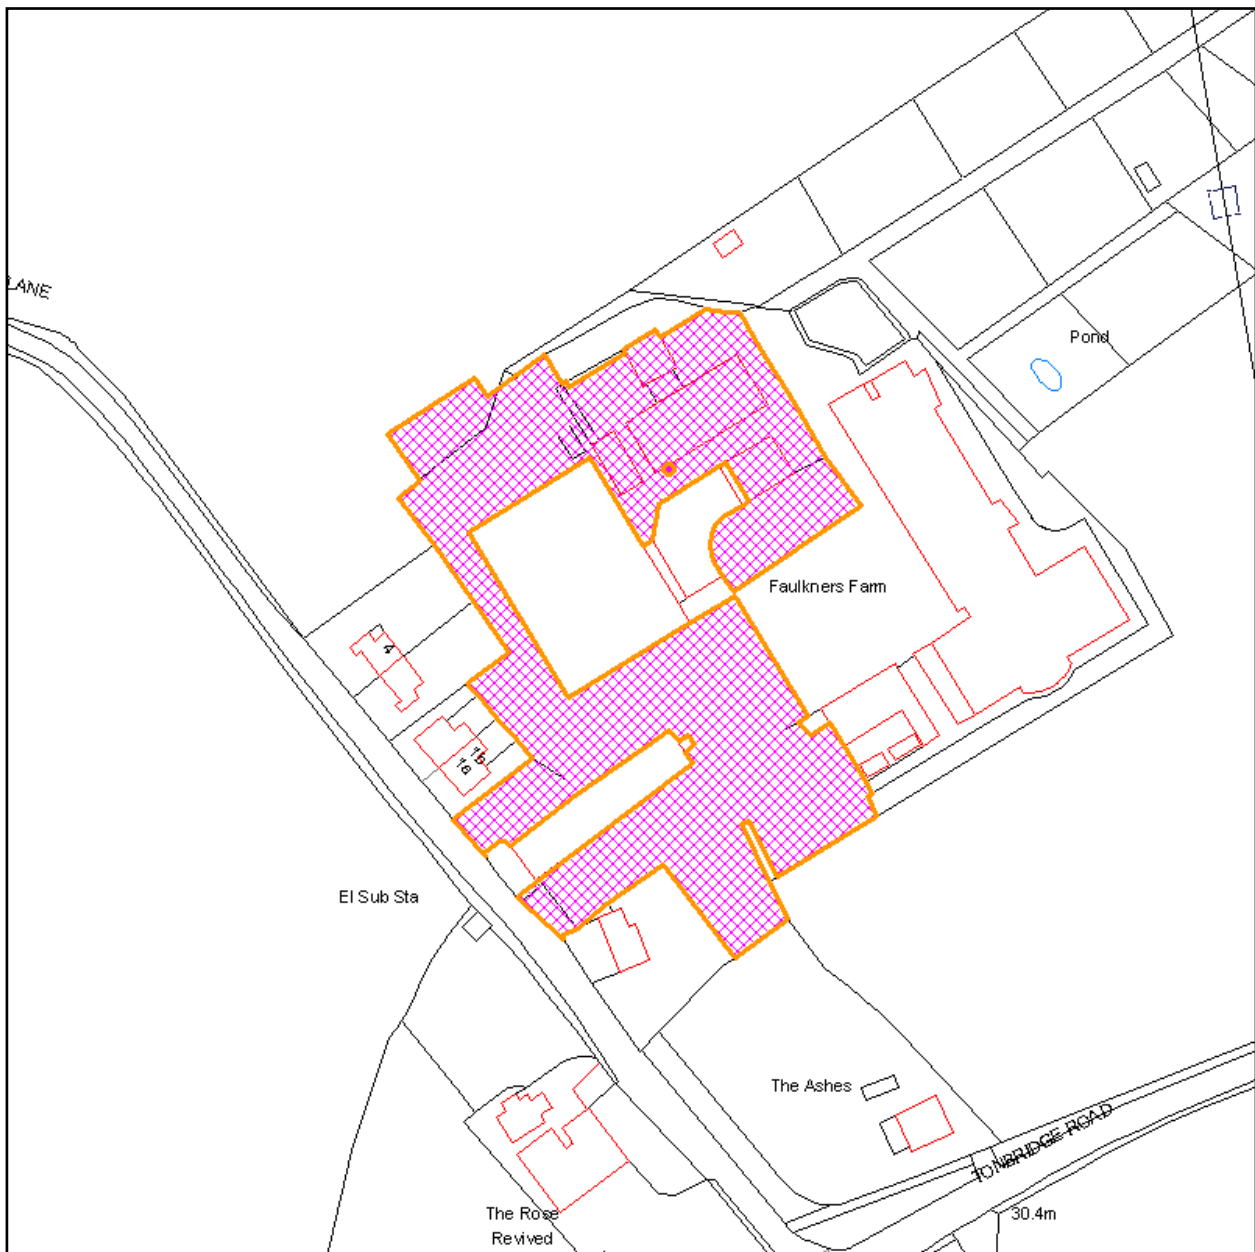 LANE
Pond
Faulkners Farm
4
1b
1a
El Sub Sta
The Ashes
TONBRIDGE ROAD
30.4m
The Rose
Revived